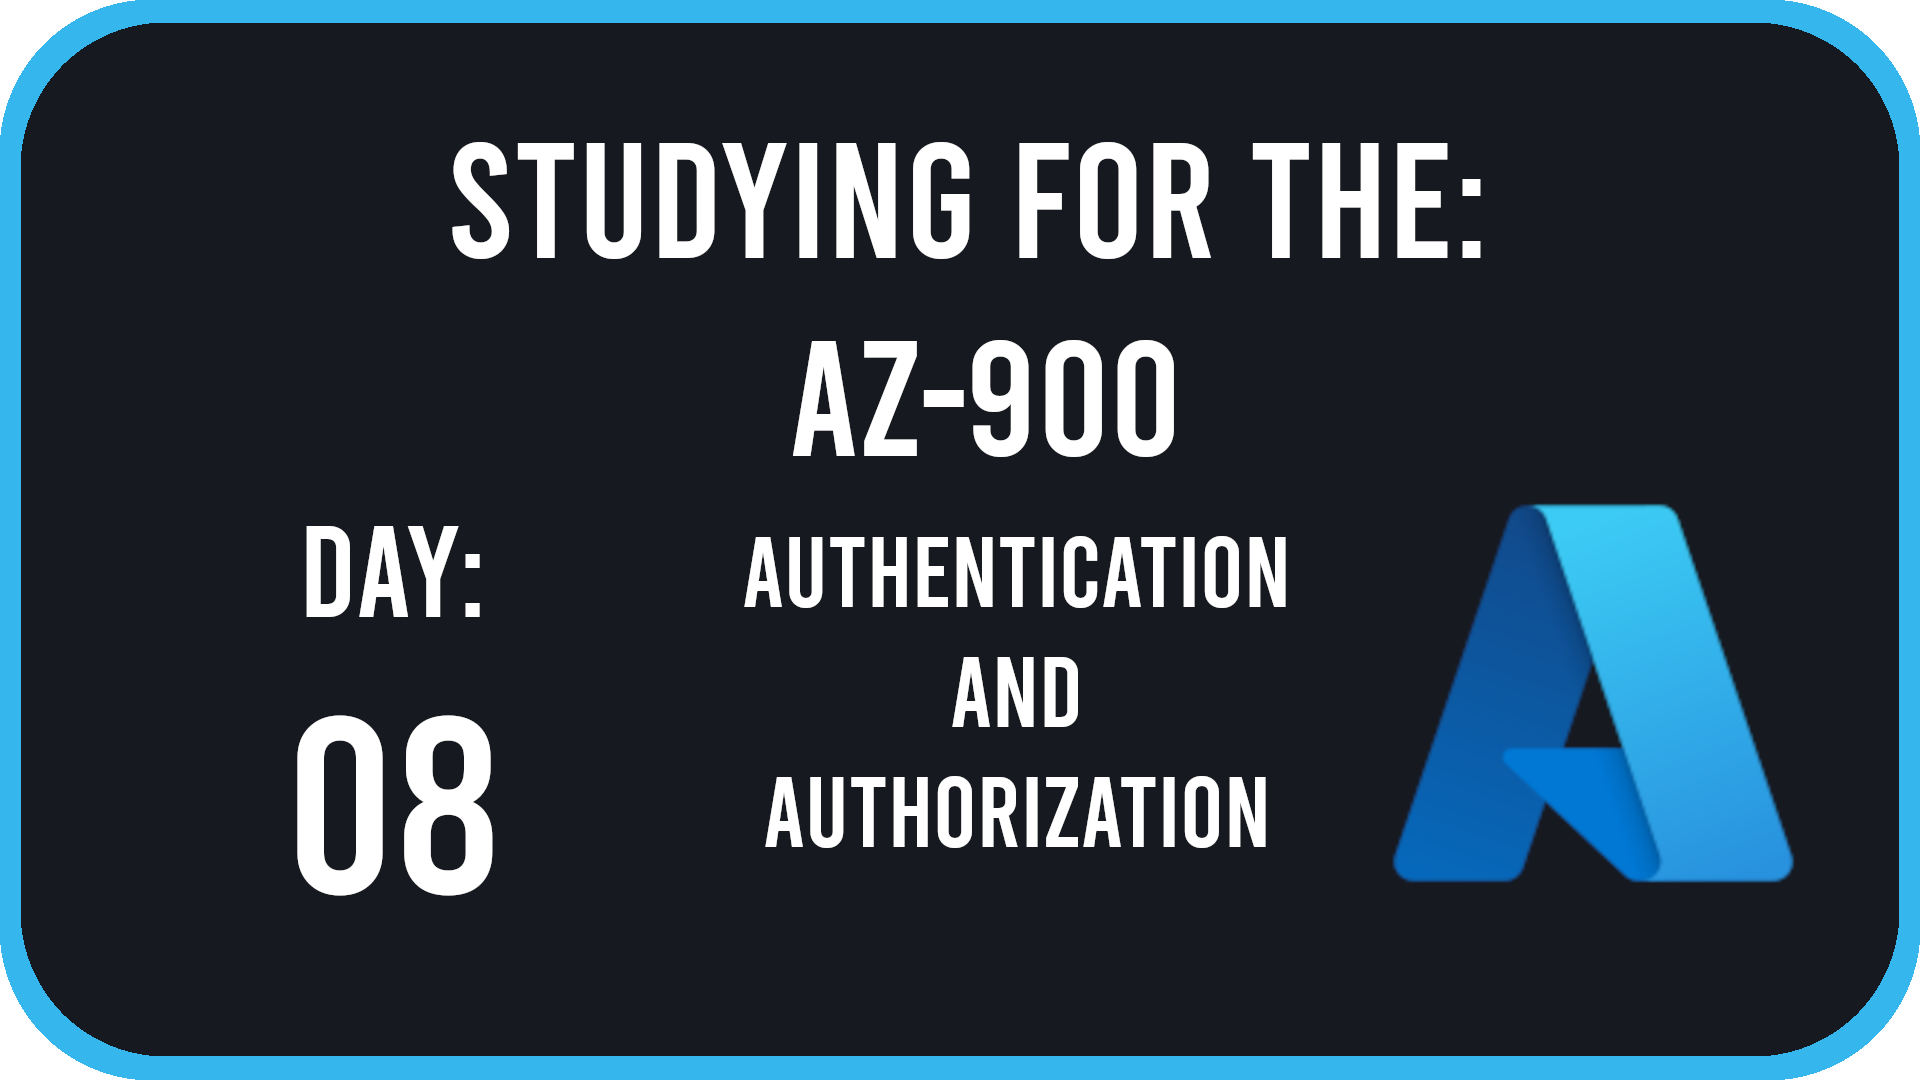 STUDYING FOR THE:
AZ-900
DAY:
08
AUTHENTICATION
AND
AUTHORIZATION